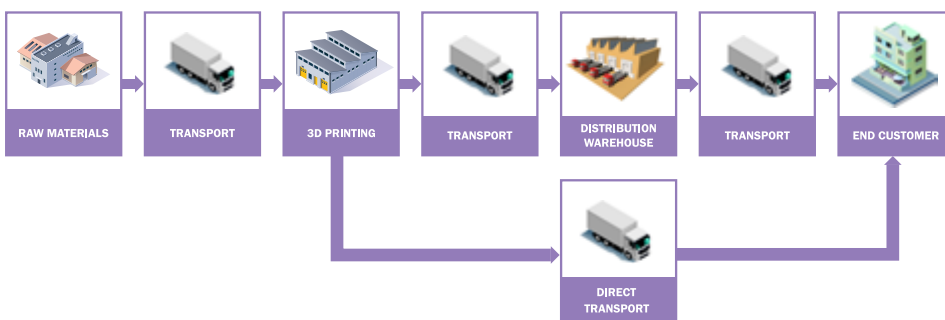 RAW MATERIALS
TRANSPORT
3D PRINTING
TRANSPORT
DISTRIBUTION
WAREHOUSE
TRANSPORT
END CUSTOMER
DIRECT
TRANSPORT